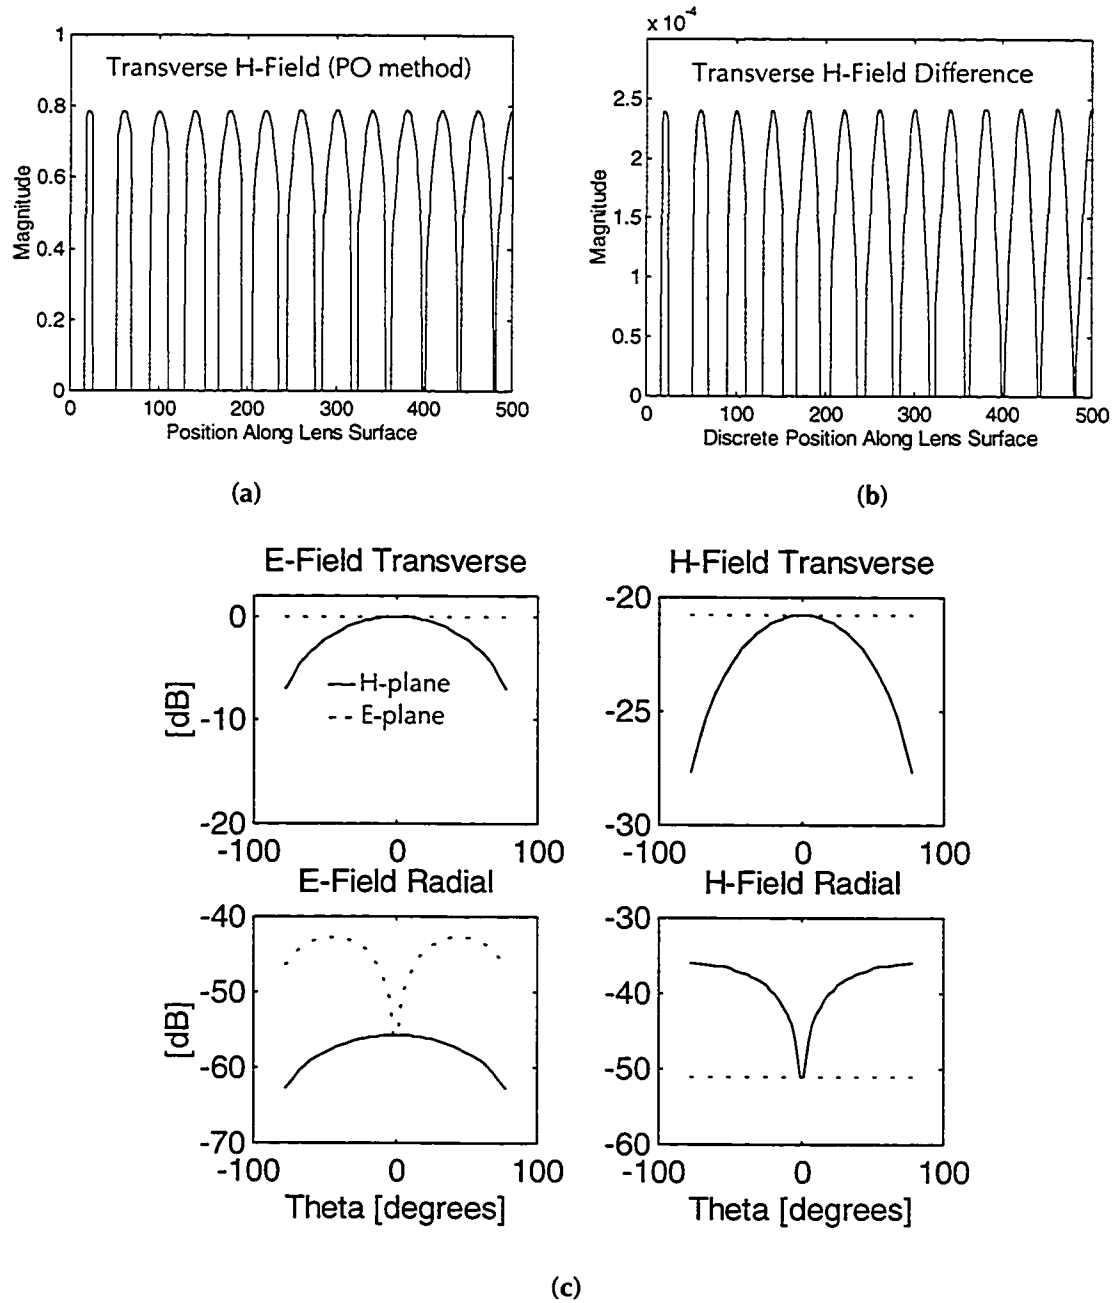 Transverse H-Field (PO method)
1
0.8
0.6
0.4
0.2
0
Magnitude
0 100 200 300 400 500
Position Along Lens Surface
(a)
x 10^-4
Transverse H-Field Difference
2.5
2
1.5
1
0.5
0
Magnitude
0 100 200 300 400 500
Discrete Position Along Lens Surface
(b)
E-Field Transverse
0
-10
-20
[dB]
H-plane
E-plane
-100 0 100
H-Field Transverse
-20
-25
-30
-100 0 100
E-Field Radial
-40
-50
-60
-70
[dB]
-100 0 100
Theta [degrees]
H-Field Radial
-30
-40
-50
-60
-100 0 100
Theta [degrees]
(c)